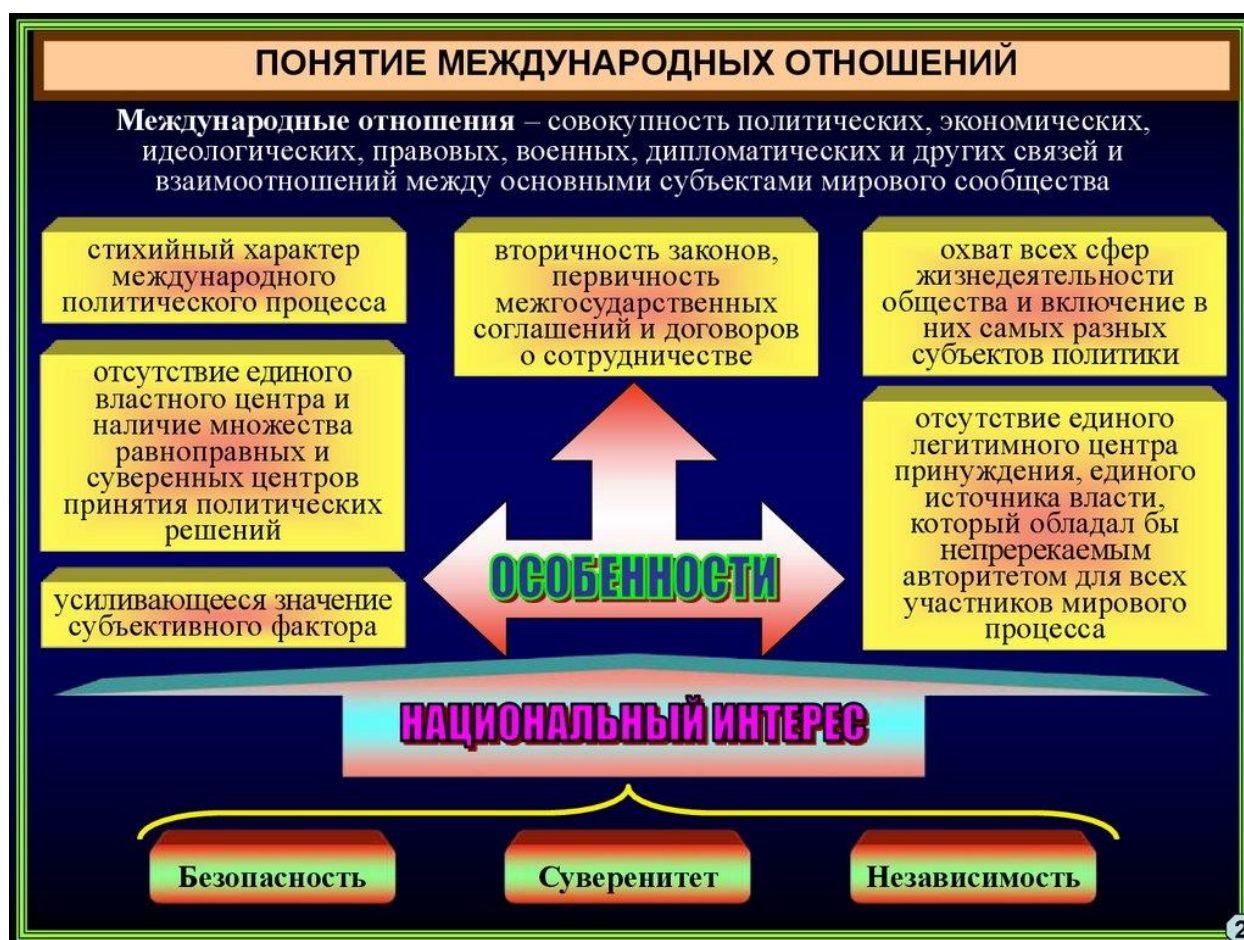 ПОНЯТИЕ МЕЖДУНАРОДНЫХ ОТНОШЕНИЙ
Международные отношения – совокупность политических, экономических,
идеологических, правовых, военных, дипломатических и других связей и
взаимоотношений между основными субъектами мирового сообщества
стихийный характер
международного
политического процесса
отсутствие единого
властного центра и
наличие множества
равноправных и
суверенных центров
принятия политических
решений
усиливающееся значение
субъективного фактора
вторичность законов,
первичность
межгосударственных
соглашений и договоров
о сотрудничестве
охват всех сфер
жизнедеятельности
общества и включение в
них самых разных
субъектов политики
отсутствие единого
легитимного центра
принуждения, единого
источника власти,
который обладал бы
непререкаемым
авторитетом для всех
участников мирового
процесса
ОСОБЕННОСТИ
НАЦИОНАЛЬНЫЙ ИНТЕРЕС
Безопасность
Суверенитет
Независимость
2